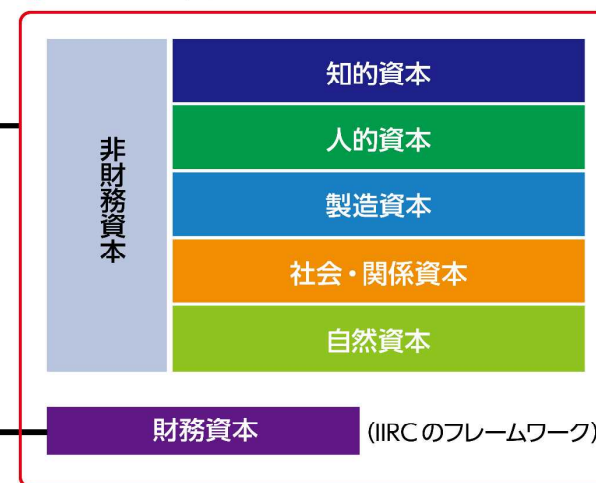 非財務資本
知的資本
人的資本
製造資本
社会・関係資本
自然資本
財務資本
(IIRCのフレームワーク)